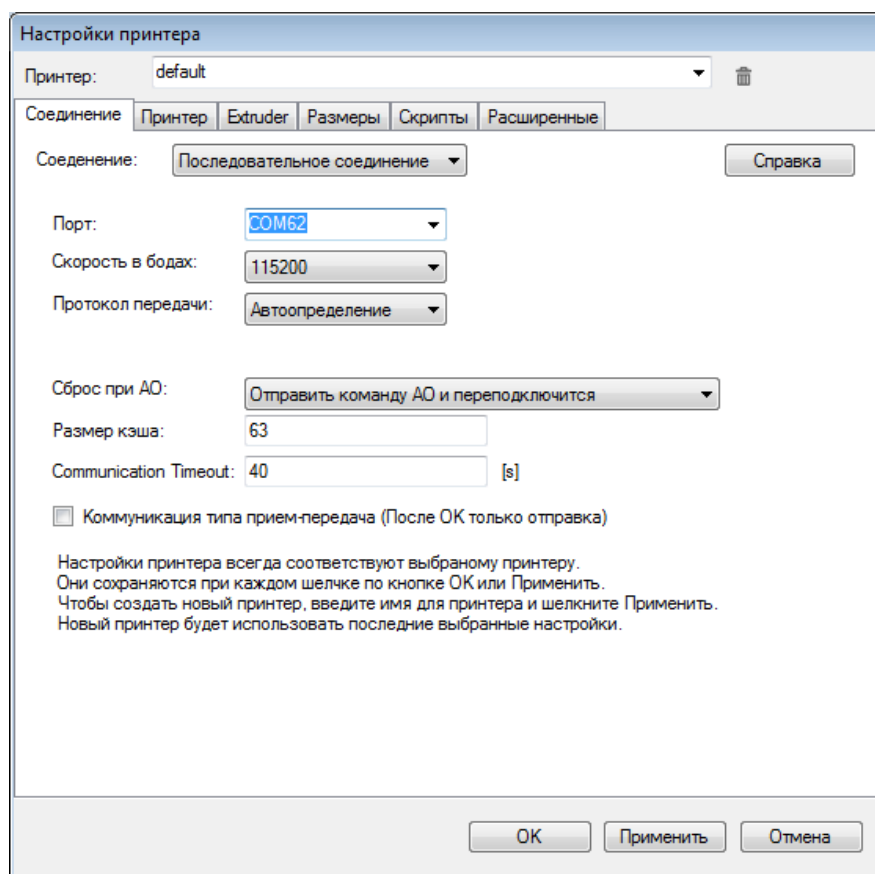 Настройки принтера
Принтер: default
Соединение Принтер Extruder Размеры Скрипты Расширенные
Соеденение: Последовательное соединение Справка
Порт: COM62
Скорость в бодах: 115200
Протокол передачи: Автоопределение
Сброс при АО: Отправить команду АО и переподключится
Размер кэша: 63
Communication Timeout: 40 [s]
Коммуникация типа прием-передача (После ОК только отправка)
Настройки принтера всегда соответствуют выбраному принтеру.
Они сохраняются при каждом шелчке по кнопке ОК или Применить.
Чтобы создать новый принтер, введите имя для принтера и шелкните Применить.
Новый принтер будет использовать последние выбранные настройки.
ОК Применить Отмена